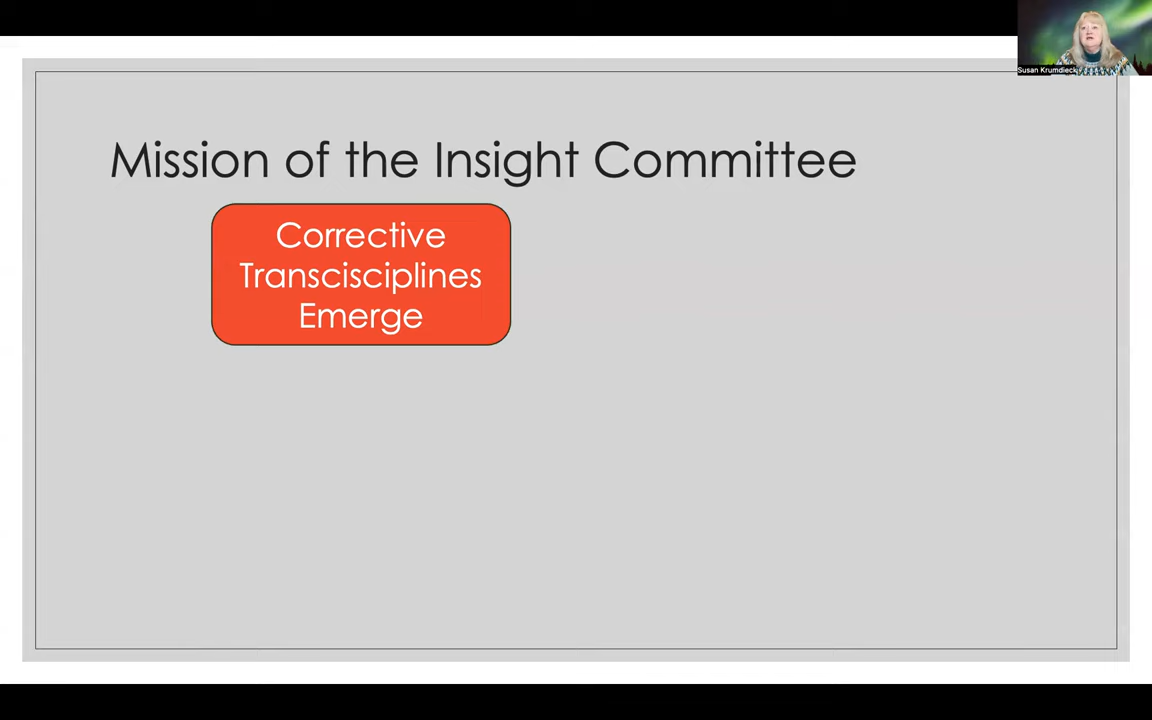 Susan Krumdieck
Mission of the Insight Committee
Corrective
Transcisciplines
Emerge